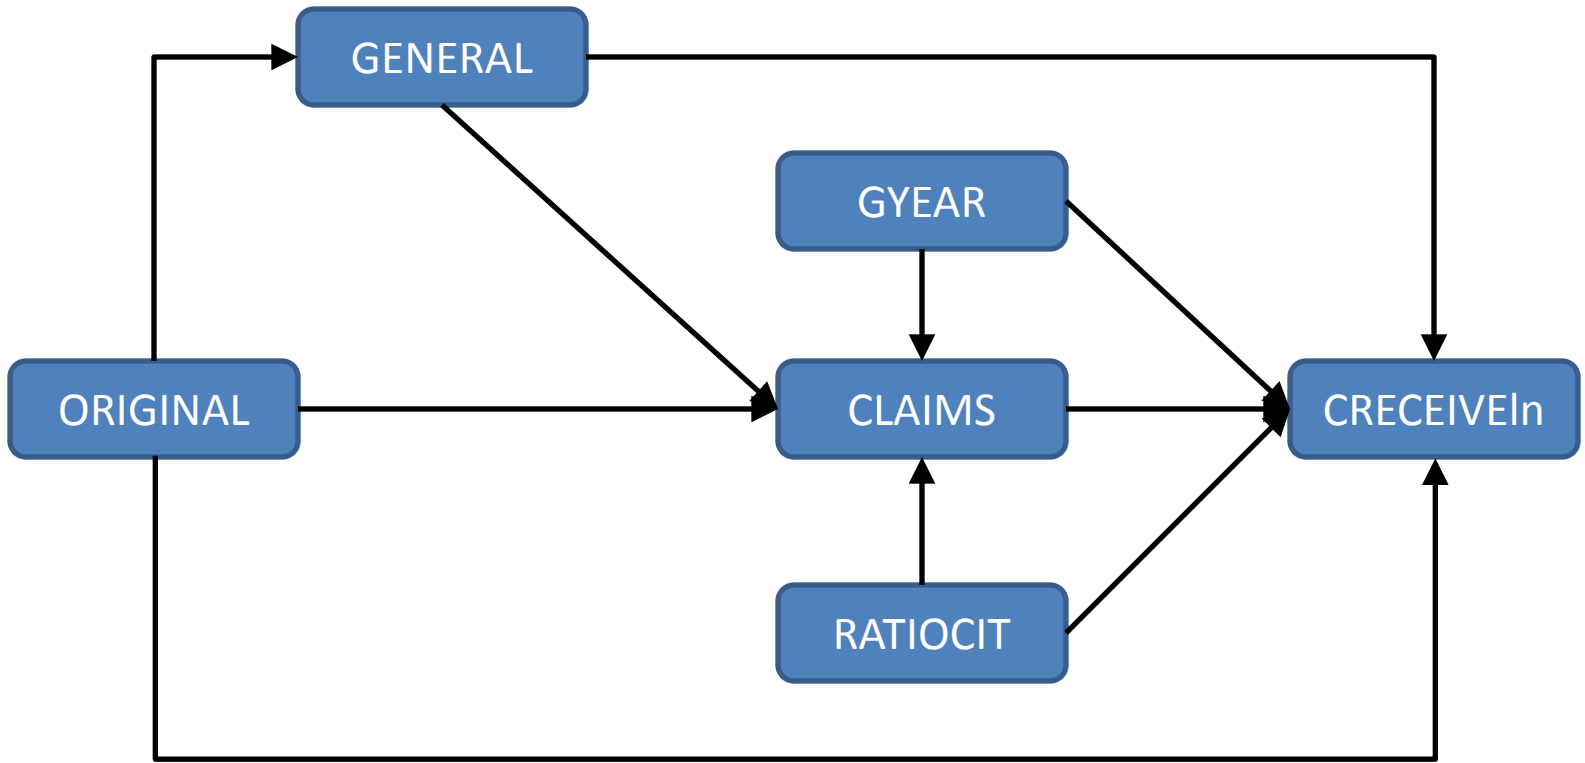 GENERAL
GYEAR
ORIGINAL
CLAIMS
CRECEIVEln
RATIOCIT